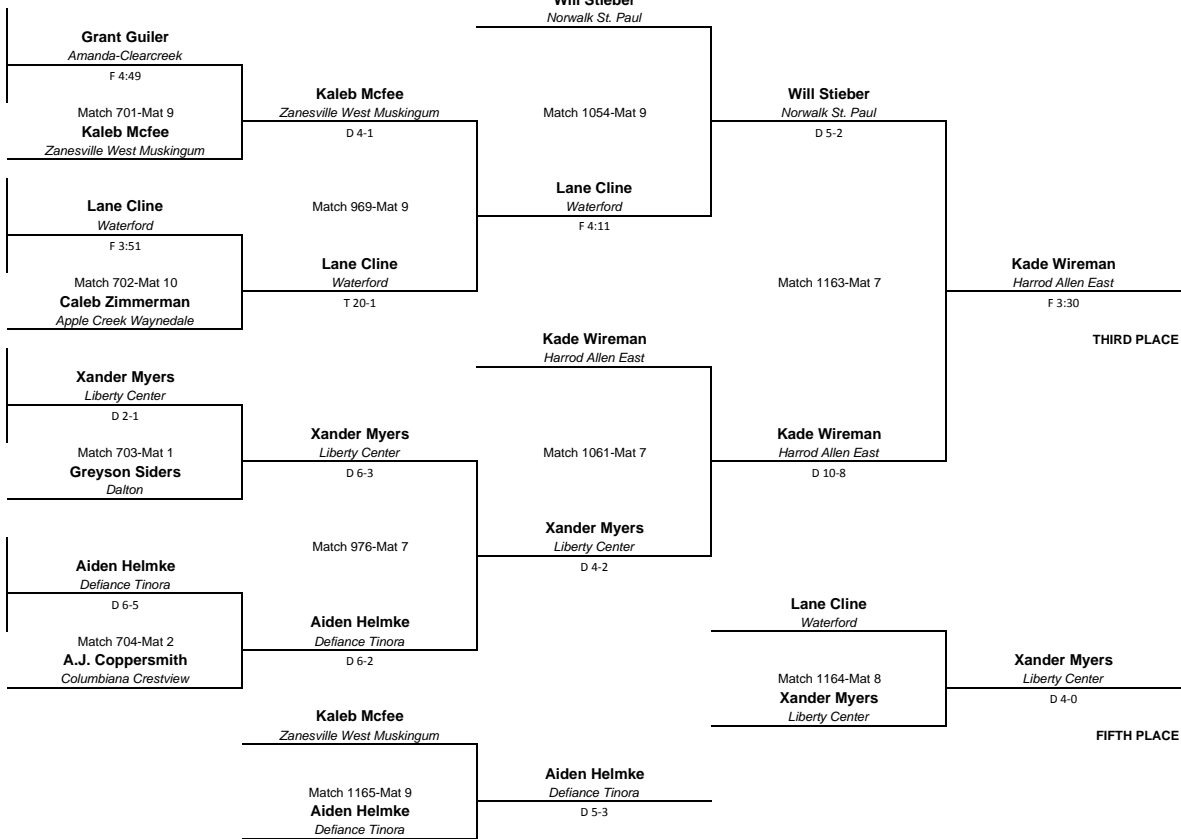 Grant Guiler
Amanda-Clearcreek
F 4:49
Match 701-Mat 9
Kaleb Mcfee
Zanesville West Muskingum
Lane Cline
Waterford
F 3:51
Match 702-Mat 10
Caleb Zimmerman
Apple Creek Waynedale
Xander Myers
Liberty Center
D 2-1
Match 703-Mat 1
Greyson Siders
Dalton
Aiden Helmke
Defiance Tinora
D 6-5
Match 704-Mat 2
A.J. Coppersmith
Columbiana Crestview
Kaleb Mcfee
Zanesville West Muskingum
D 4-1
Match 969-Mat 9
Lane Cline
Waterford
T 20-1
Xander Myers
Liberty Center
D 6-3
Match 976-Mat 7
Aiden Helmke
Defiance Tinora
D 6-2
Kaleb Mcfee
Zanesville West Muskingum
Match 1165-Mat 9
Aiden Helmke
Defiance Tinora
Will Stieber
Norwalk St. Paul
Match 1054-Mat 9
Lane Cline
Waterford
F 4:11
Kade Wireman
Harrod Allen East
Match 1061-Mat 7
Xander Myers
Liberty Center
D 4-2
Aiden Helmke
Defiance Tinora
D 5-3
Will Stieber
Norwalk St. Paul
D 5-2
Match 1163-Mat 7
Kade Wireman
Harrod Allen East
D 10-8
Lane Cline
Waterford
Match 1164-Mat 8
Xander Myers
Liberty Center
Kade Wireman
Harrod Allen East
F 3:30
THIRD PLACE
Xander Myers
Liberty Center
D 4-0
FIFTH PLACE